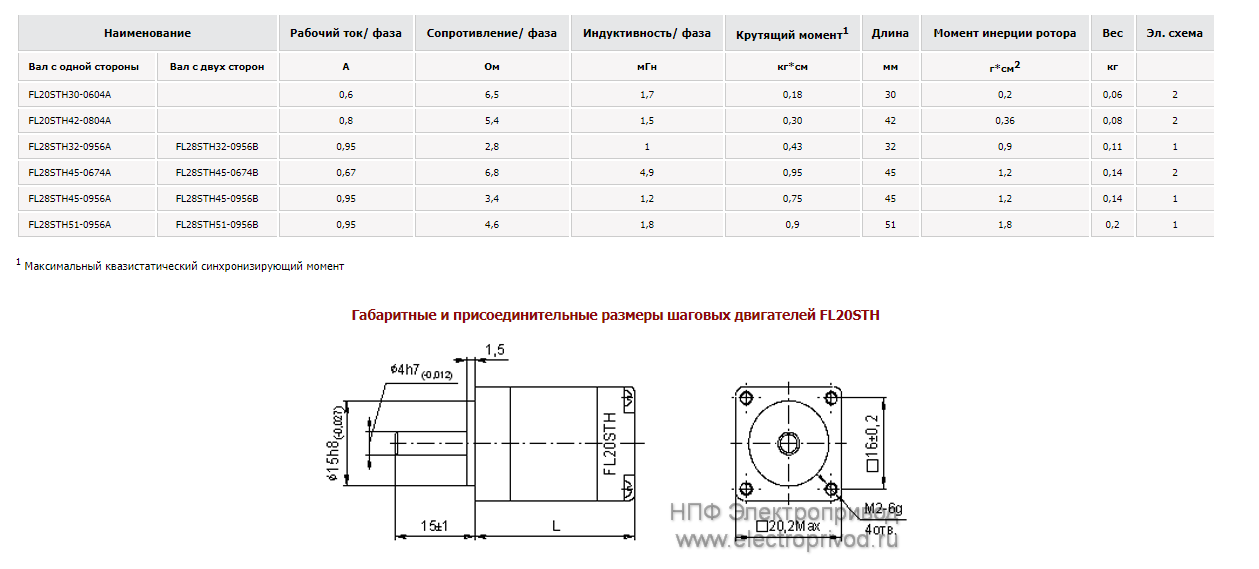 Наименование Рабочий ток/ фаза Сопротивление/ фаза Индуктивность/ фаза Крутящий момент1 Длина Момент инерции ротора Вес Эл. схема
Вал с одной стороны Вал с двух сторон А Ом мГн кг*см мм г*см2 кг
FL20STH30-0604A 0,6 6,5 1,7 0,18 30 0,2 0,06 2
FL20STH42-0804A 0,8 5,4 1,5 0,30 42 0,36 0,08 2
FL28STH32-0956A FL28STH32-0956B 0,95 2,8 1 0,43 32 0,9 0,11 1
FL28STH45-0674A FL28STH45-0674B 0,67 6,8 4,9 0,95 45 1,2 0,14 2
FL28STH45-0956A FL28STH45-0956B 0,95 3,4 1,2 0,75 45 1,2 0,14 1
FL28STH51-0956A FL28STH51-0956B 0,95 4,6 1,8 0,9 51 1,8 0,2 1
1 Максимальный квазистатический синхронизирующий момент
Габаритные и присоединительные размеры шаговых двигателей FL20STH
1,5
ϕ4h7(-0,012)
ϕ15h8(-0,027)
FL20STH
15±1
L
□16±0,2
M2-6g
4отв.
□20,2Max
НПФ Электропривод
www.electroprivod.ru